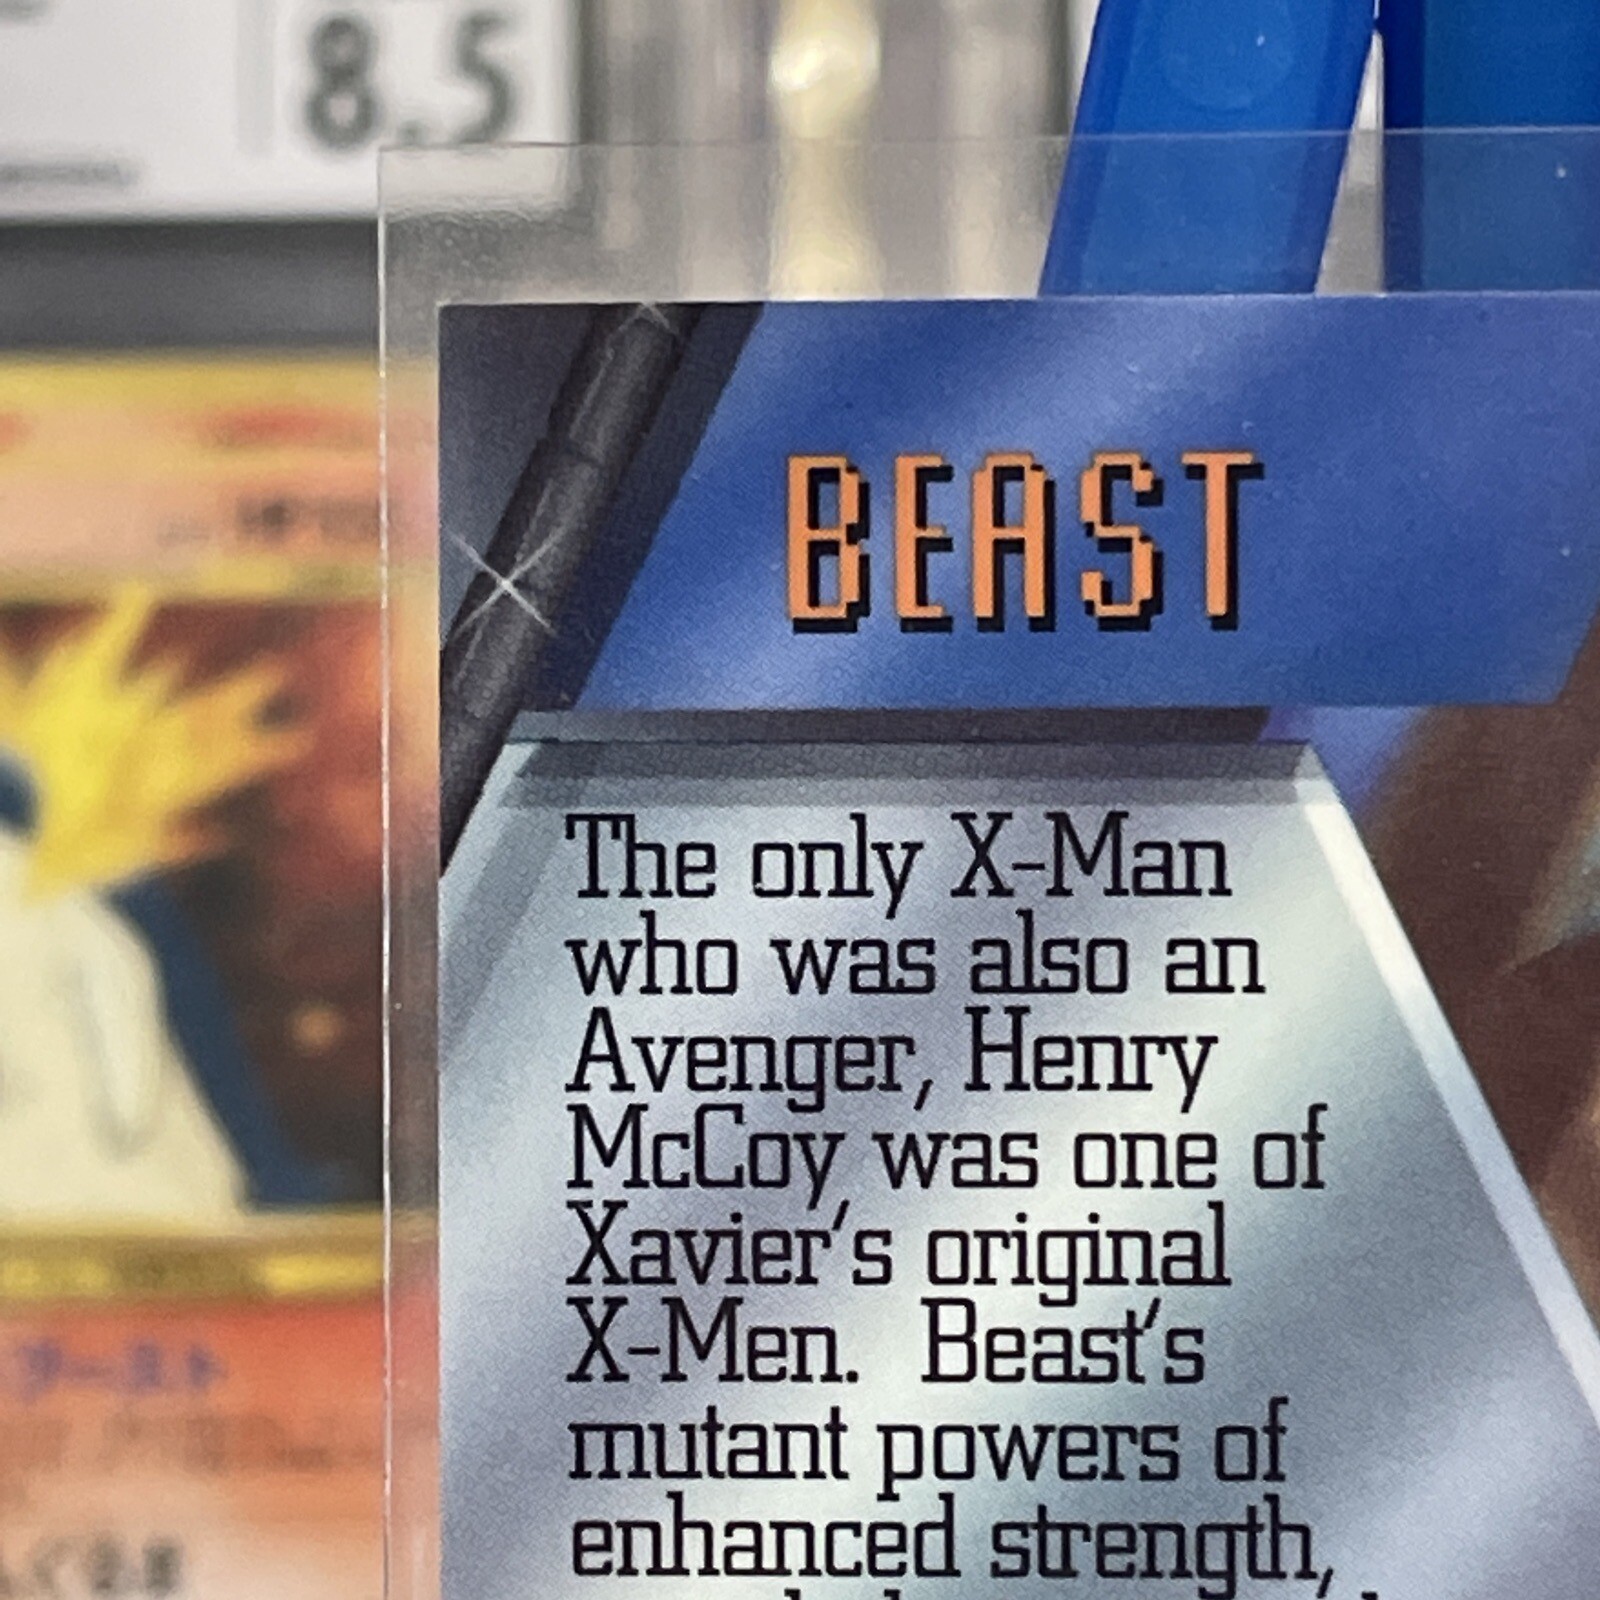 8.5
BEAST
The only X-Man
who was also an
Avenger, Henry
McCoy was one of
Xavier's original
X-Men. Beast's
mutant powers of
enhanced strength,